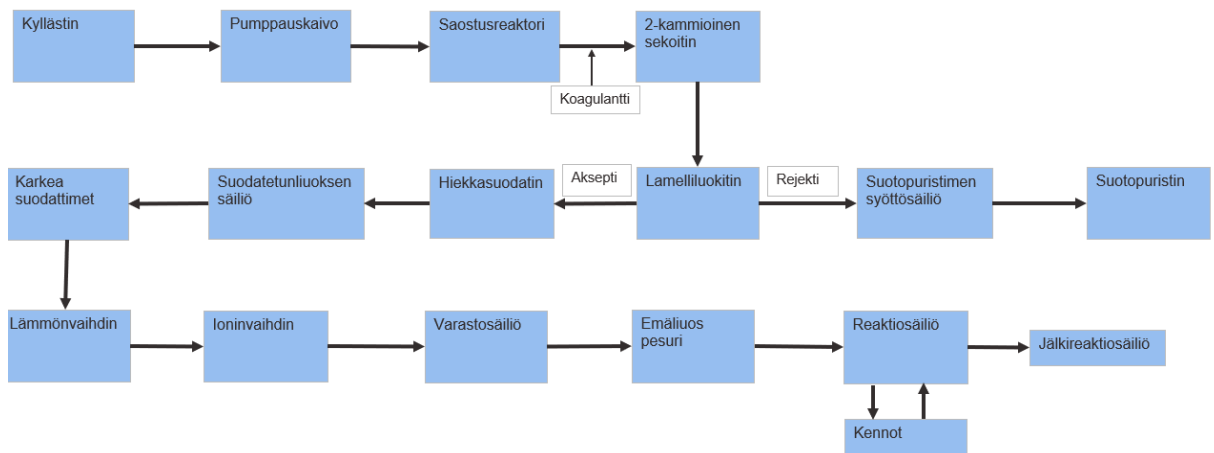 Kyllästin
Pumppauskaivo
Saostusreaktori
2-kammioinen
sekoitin
Koagulantti
Karkea
suodattimet
Suodatetunliuoksen
säiliö
Hiekkasuodatin
Aksepti
Lamelliluokitin
Rejekti
Suotopuristimen
syöttösäiliö
Suotopuristin
Lämmönvaihdin
Ioninvaihdin
Varastosäiliö
Emäliuos
pesuri
Reaktiosäiliö
Jälkireaktiosäiliö
Kennot